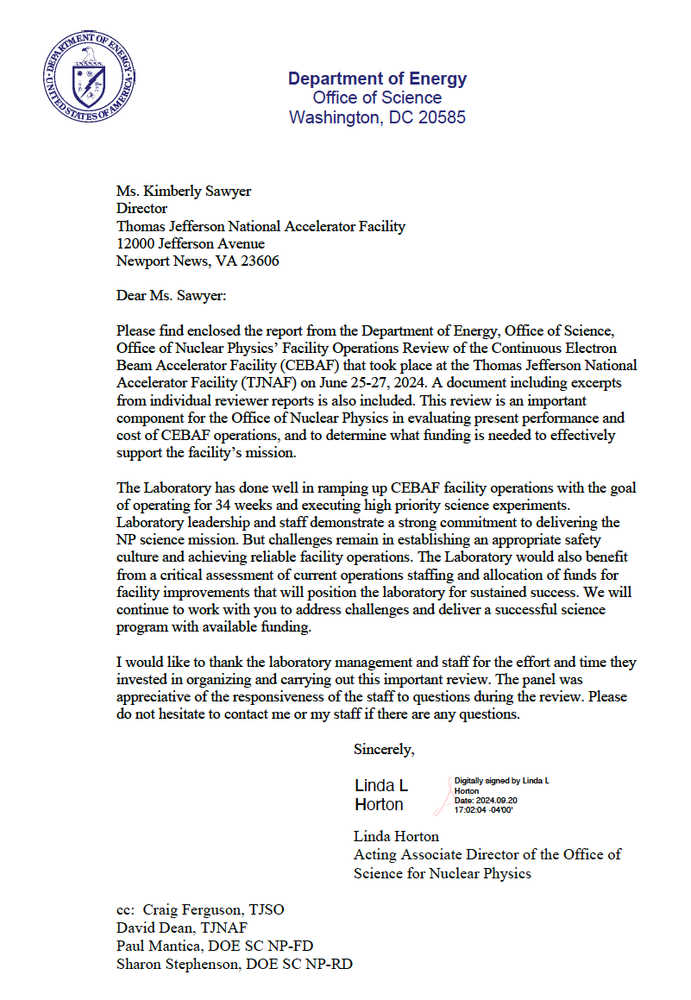 DEPARTMENT OF ENERGY
UNITED STATES OF AMERICA
Department of Energy
Office of Science
Washington, DC 20585
Ms. Kimberly Sawyer
Director
Thomas Jefferson National Accelerator Facility
12000 Jefferson Avenue
Newport News, VA 23606
Dear Ms. Sawyer:
Please find enclosed the report from the Department of Energy, Office of Science,
Office of Nuclear Physics’ Facility Operations Review of the Continuous Electron
Beam Accelerator Facility (CEBAF) that took place at the Thomas Jefferson National
Accelerator Facility (TJNAF) on June 25-27, 2024. A document including excerpts
from individual reviewer reports is also included. This review is an important
component for the Office of Nuclear Physics in evaluating present performance and
cost of CEBAF operations, and to determine what funding is needed to effectively
support the facility’s mission.
The Laboratory has done well in ramping up CEBAF facility operations with the goal
of operating for 34 weeks and executing high priority science experiments.
Laboratory leadership and staff demonstrate a strong commitment to delivering the
NP science mission. But challenges remain in establishing an appropriate safety
culture and achieving reliable facility operations. The Laboratory would also benefit
from a critical assessment of current operations staffing and allocation of funds for
facility improvements that will position the laboratory for sustained success. We will
continue to work with you to address challenges and deliver a successful science
program with available funding.
I would like to thank the laboratory management and staff for the effort and time they
invested in organizing and carrying out this important review. The panel was
appreciative of the responsiveness of the staff to questions during the review. Please
do not hesitate to contact me or my staff if there are any questions.
Sincerely,
Linda L
Horton
Digitally signed by Linda L
Horton
Date: 2024.09.20
17:02:04 -04'00'
Linda Horton
Acting Associate Director of the Office of
Science for Nuclear Physics
cc: Craig Ferguson, TJSO
David Dean, TJNAF
Paul Mantica, DOE SC NP-FD
Sharon Stephenson, DOE SC NP-RD